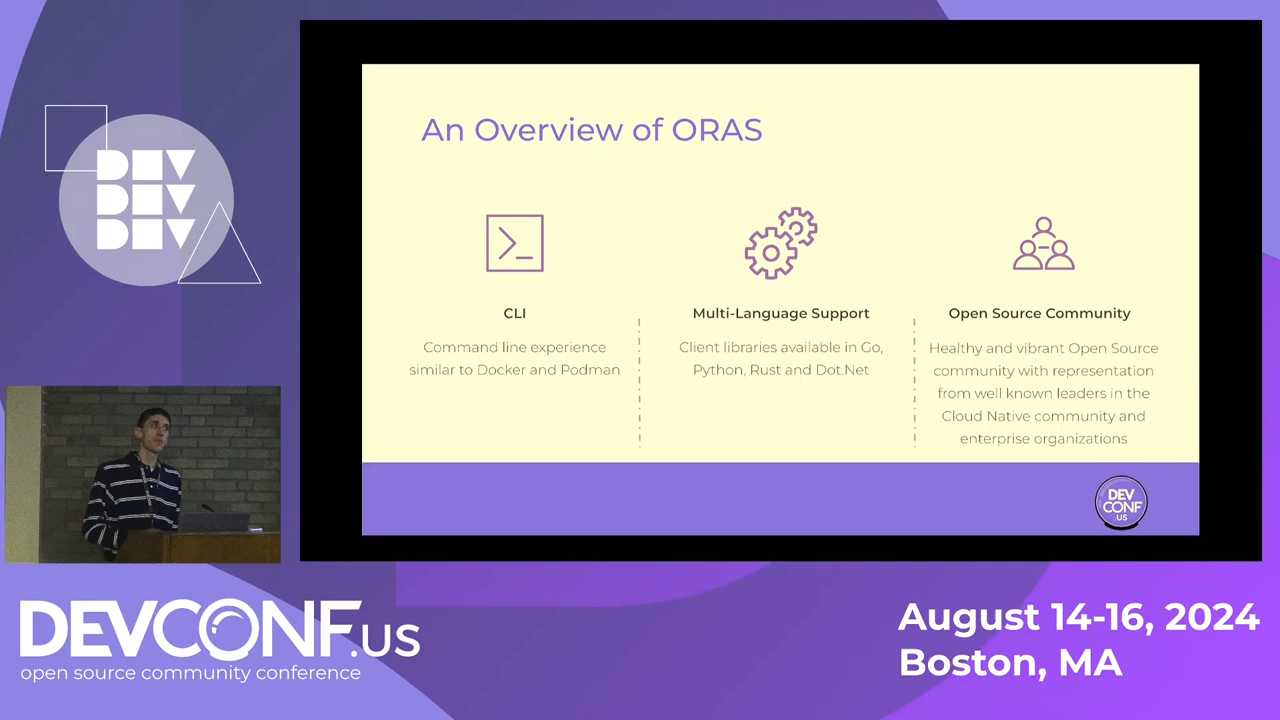 DEV
DEV
DEV
An Overview of ORAS
CLI
Command line experience
similar to Docker and Podman
Multi-Language Support
Client libraries available in Go,
Python, Rust and Dot.Net
Open Source Community
Healthy and vibrant Open Source
community with representation
from well known leaders in the
Cloud Native community and
enterprise organizations
DEV
CONF
.US
DEVCONF.US
open source community conference
August 14-16, 2024
Boston, MA